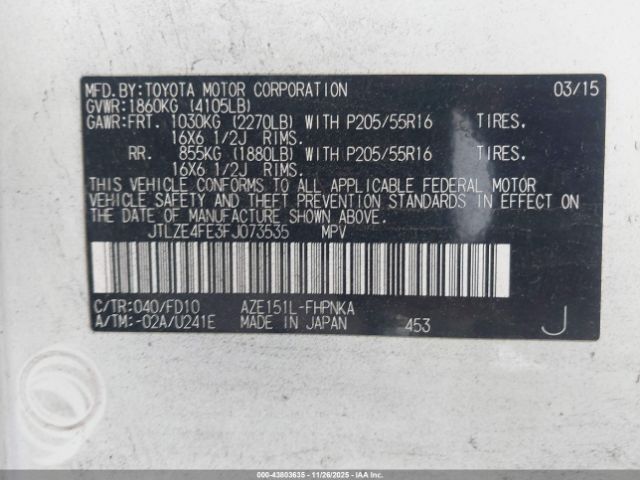 MFD.BY:TOYOTA MOTOR CORPORATION 03/15
GVWR:1860KG (4105LB)
GAWR:FRT. 1030KG (2270LB) WITH P205/55R16 TIRES.
16X6 1/2J RIMS.
RR. 855KG (1880LB) WITH P205/55R16 TIRES.
16X6 1/2J RIMS.
THIS VEHICLE CONFORMS TO ALL APPLICABLE FEDERAL MOTOR
VEHICLE SAFETY AND THEFT PREVENTION STANDARDS IN EFFECT ON
THE DATE OF MANUFACTURE SHOWN ABOVE.
JTLZE4FE3FJ073535 MPV
C/TR:040/FD10 AZE151L-FHPNKA
A/TM:-02A/U241E MADE IN JAPAN 453 J
000-43803635 - 11/26/2025 - IAAI.COM